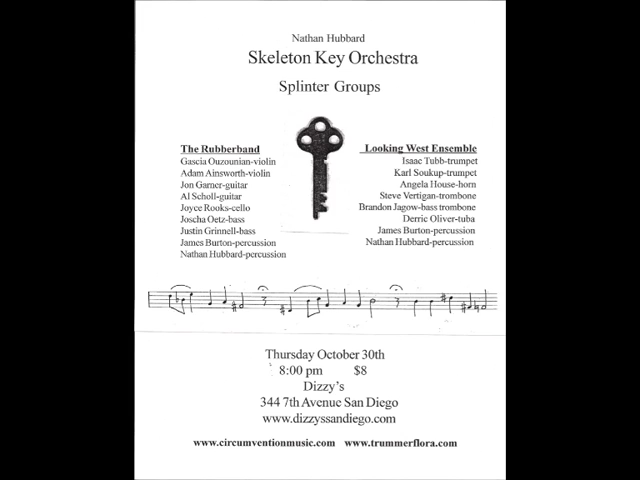 Nathan Hubbard
Skeleton Key Orchestra
Splinter Groups
The Rubberband
Gascia Ouzounian-violin
Adam Ainsworth-violin
Jon Garner-guitar
Al Scholl-guitar
Joyce Rooks-cello
Joscha Oetz-bass
Justin Grinnell-bass
James Burton-percussion
Nathan Hubbard-percussion
Looking West Ensemble
Isaac Tubb-trumpet
Karl Soukup-trumpet
Angela House-horn
Steve Vertigan-trombone
Brandon Jagow-bass trombone
Derric Oliver-tuba
James Burton-percussion
Nathan Hubbard-percussion
Thursday October 30th
8:00 pm $8
Dizzy's
344 7th Avenue San Diego
www.dizzyssandiego.com
www.circumventionmusic.com www.trummerflora.com